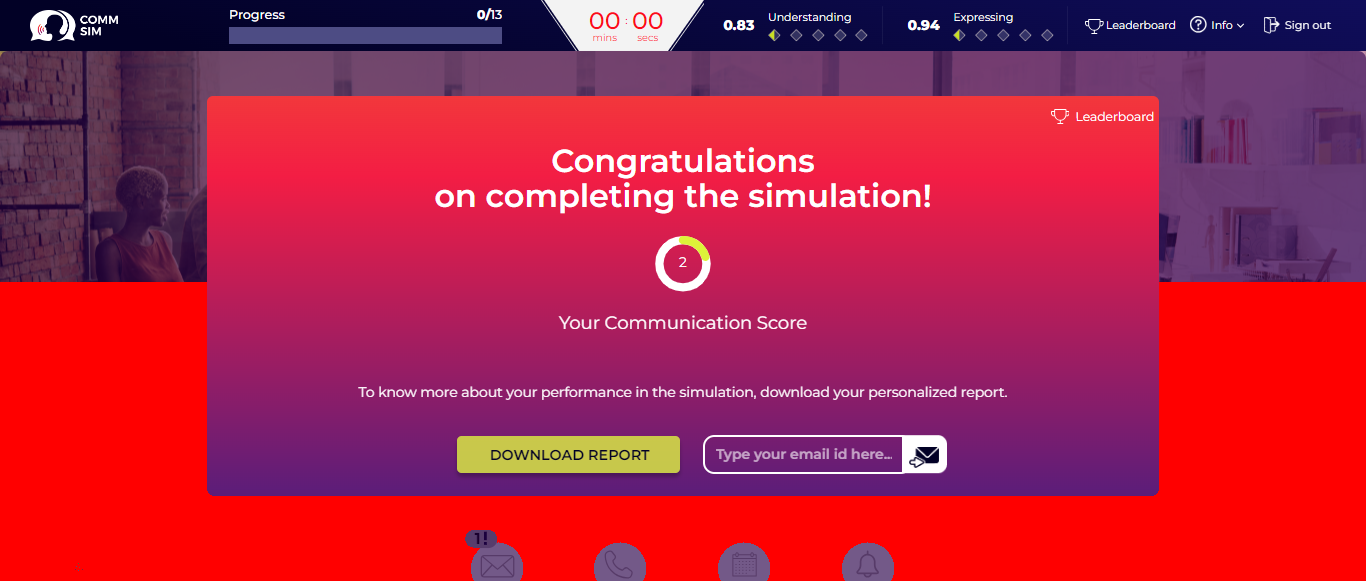 COMM
SIM
Progress
0/13
00 : 00
mins secs
0.83 Understanding
0.94 Expressing
Leaderboard
Info
Sign out
Leaderboard
Congratulations
on completing the simulation!
2
Your Communication Score
To know more about your performance in the simulation, download your personalized report.
DOWNLOAD REPORT
Type your email id here...
1!